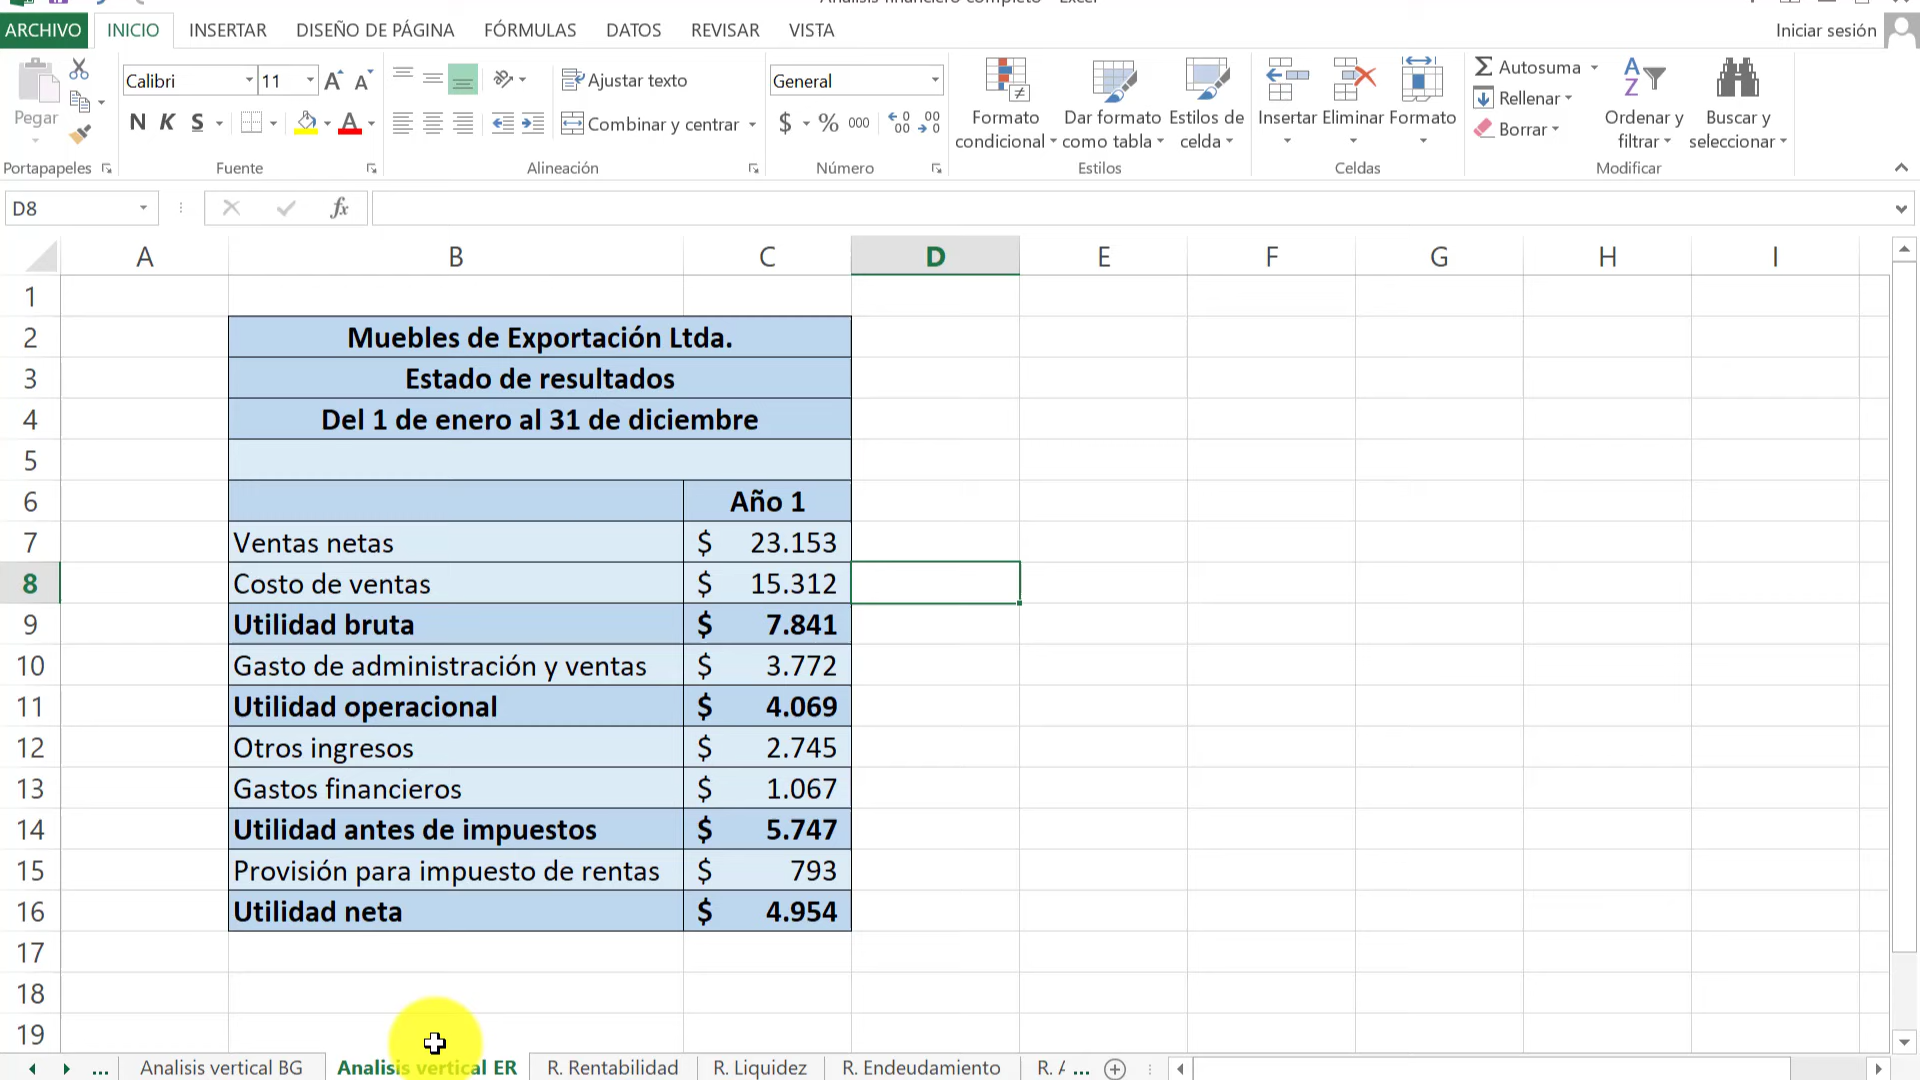 ARCHIVO INICIO INSERTAR DISEÑO DE PÁGINA FÓRMULAS DATOS REVISAR VISTA Iniciar sesión
Pegar
Portapapeles
Calibri 11
N K S
Fuente
Ajustar texto
Combinar y centrar
Alineación
General
$ % 000
Número
Formato condicional
Dar formato como tabla
Estilos de celda
Estilos
Insertar Eliminar Formato
Celdas
Autosuma
Rellenar
Borrar
Ordenar y filtrar
Buscar y seleccionar
Modificar
D8 fx
A B C D E F G H I
1
2 Muebles de Exportación Ltda.
3 Estado de resultados
4 Del 1 de enero al 31 de diciembre
5
6 Año 1
7 Ventas netas $ 23.153
8 Costo de ventas $ 15.312
9 Utilidad bruta $ 7.841
10 Gasto de administración y ventas $ 3.772
11 Utilidad operacional $ 4.069
12 Otros ingresos $ 2.745
13 Gastos financieros $ 1.067
14 Utilidad antes de impuestos $ 5.747
15 Provisión para impuesto de rentas $ 793
16 Utilidad neta $ 4.954
17
18
19
... Analisis vertical BG Analisis vertical ER R. Rentabilidad R. Liquidez R. Endeudamiento R. A ...